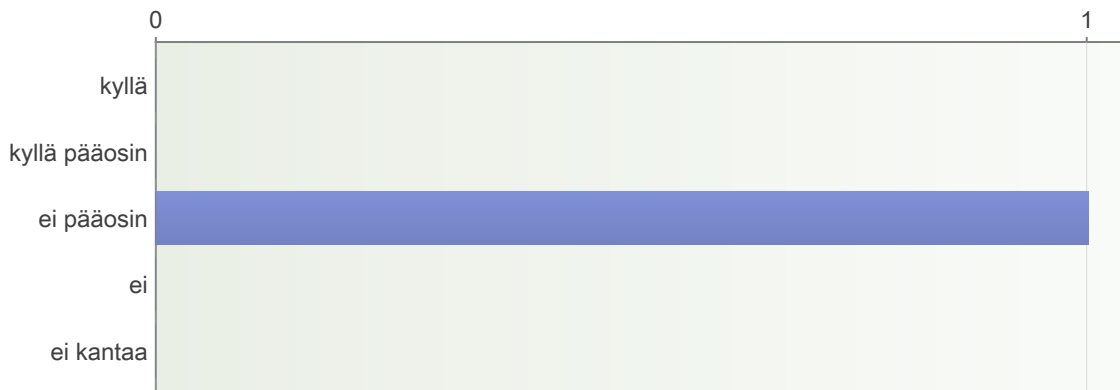 0 1
kyllä
kyllä pääosin
ei pääosin
ei
ei kantaa